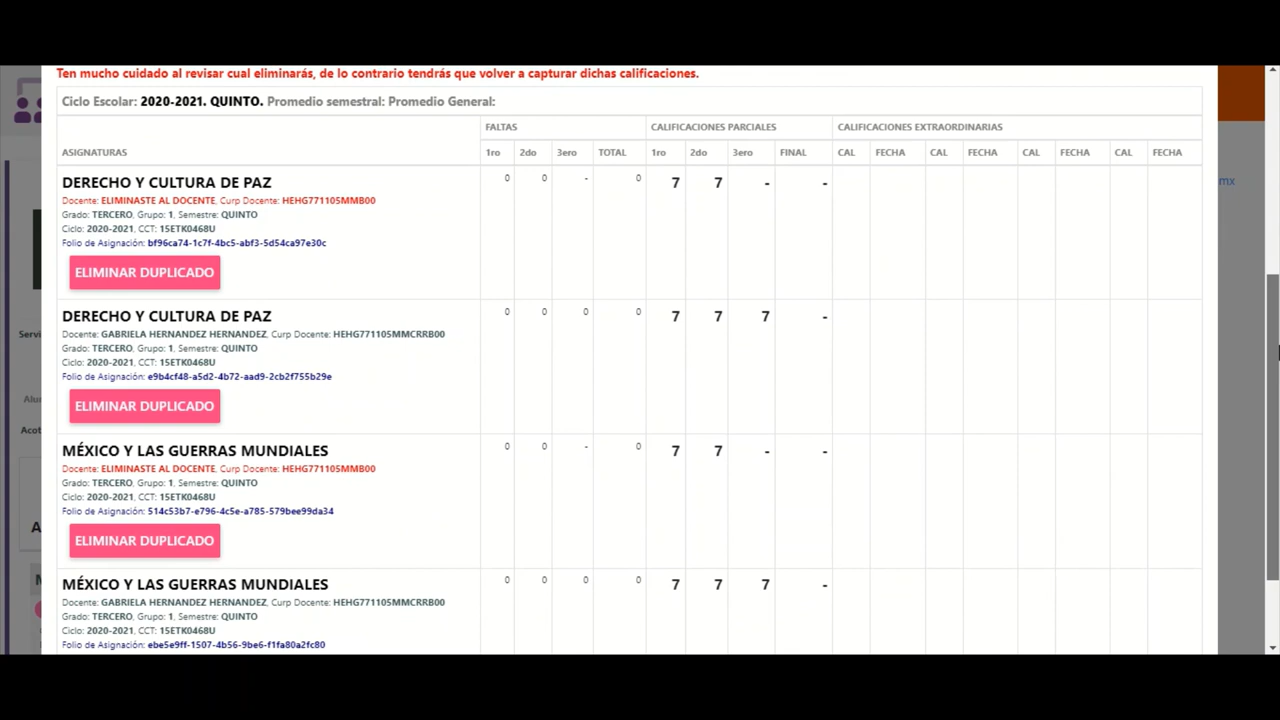 Ten mucho cuidado al revisar cual eliminarás, de lo contrario tendrás que volver a capturar dichas calificaciones.
Ciclo Escolar: 2020-2021. QUINTO. Promedio semestral: Promedio General:
FALTAS CALIFICACIONES PARCIALES CALIFICACIONES EXTRAORDINARIAS
ASIGNATURAS 1ro 2do 3ero TOTAL 1ro 2do 3ero FINAL CAL FECHA CAL FECHA CAL FECHA CAL FECHA
DERECHO Y CULTURA DE PAZ 0 0 - 0 7 7 - -
Docente: ELIMINASTE AL DOCENTE, Curp Docente: HEHG771105MMB00
Grado: TERCERO, Grupo: 1, Semestre: QUINTO
Ciclo: 2020-2021, CCT: 15ETK0468U
Folio de Asignación: bf96ca74-1c7f-4bc5-abf3-5d54ca97e30c
ELIMINAR DUPLICADO
DERECHO Y CULTURA DE PAZ 0 0 0 0 7 7 7 -
Docente: GABRIELA HERNANDEZ HERNANDEZ, Curp Docente: HEHG771105MMCRRB00
Grado: TERCERO, Grupo: 1, Semestre: QUINTO
Ciclo: 2020-2021, CCT: 15ETK0468U
Folio de Asignación: e9b4cf48-a5d2-4b72-aad9-2cb2f755b29e
ELIMINAR DUPLICADO
MÉXICO Y LAS GUERRAS MUNDIALES 0 0 - 0 7 7 - -
Docente: ELIMINASTE AL DOCENTE, Curp Docente: HEHG771105MMB00
Grado: TERCERO, Grupo: 1, Semestre: QUINTO
Ciclo: 2020-2021, CCT: 15ETK0468U
Folio de Asignación: 514c53b7-e796-4c5e-a785-579bee99da34
ELIMINAR DUPLICADO
MÉXICO Y LAS GUERRAS MUNDIALES 0 0 0 0 7 7 7 -
Docente: GABRIELA HERNANDEZ HERNANDEZ, Curp Docente: HEHG771105MMCRRB00
Grado: TERCERO, Grupo: 1, Semestre: QUINTO
Ciclo: 2020-2021, CCT: 15ETK0468U
Folio de Asignación: ebe5e9ff-1507-4b56-9be6-f1fa80a2fc80
mx
Servi
Alu
Acot
A